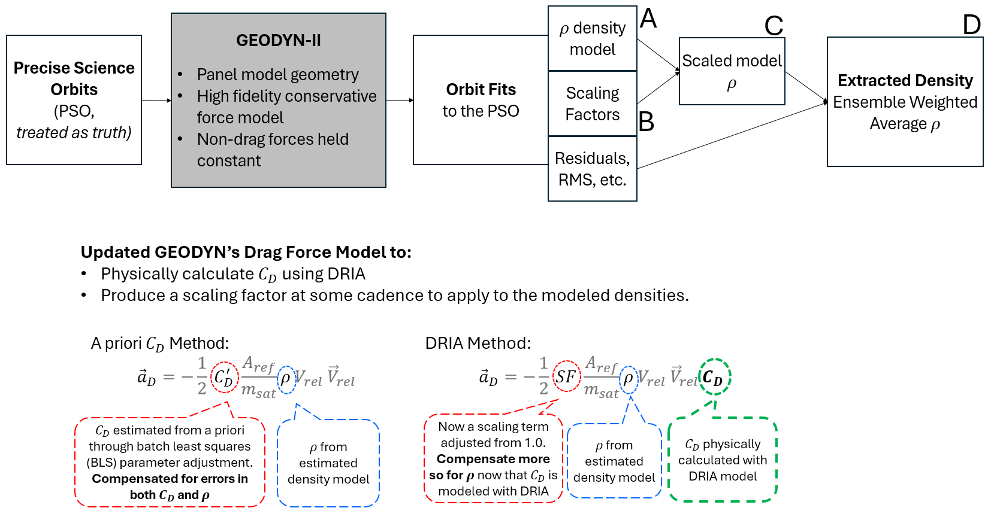 Precise Science
Orbits
(PSO,
treated as truth)
GEODYN-II
• Panel model geometry
• High fidelity conservative
force model
• Non-drag forces held
constant
Orbit Fits
to the PSO
ρ density
model
A
Scaling
Factors
B
Residuals,
RMS, etc.
C
Scaled model
ρ
D
Extracted Density
Ensemble Weighted
Average ρ
Updated GEODYN’s Drag Force Model to:
• Physically calculate C_D using DRIA
• Produce a scaling factor at some cadence to apply to the modeled densities.
A priori C_D Method:
a⃗_D = −1/2 C′_D A_ref/m_sat ρ V_rel V⃗_rel
C_D estimated from a priori
through batch least squares
(BLS) parameter adjustment.
Compensated for errors in
both C_D and ρ
ρ from
estimated
density model
DRIA Method:
a⃗_D = −1/2 SF A_ref/m_sat ρ V_rel V⃗_rel C_D
Now a scaling term
adjusted from 1.0.
Compensate more
so for ρ now that C_D is
modeled with DRIA
ρ from
estimated
density model
C_D physically
calculated with
DRIA model